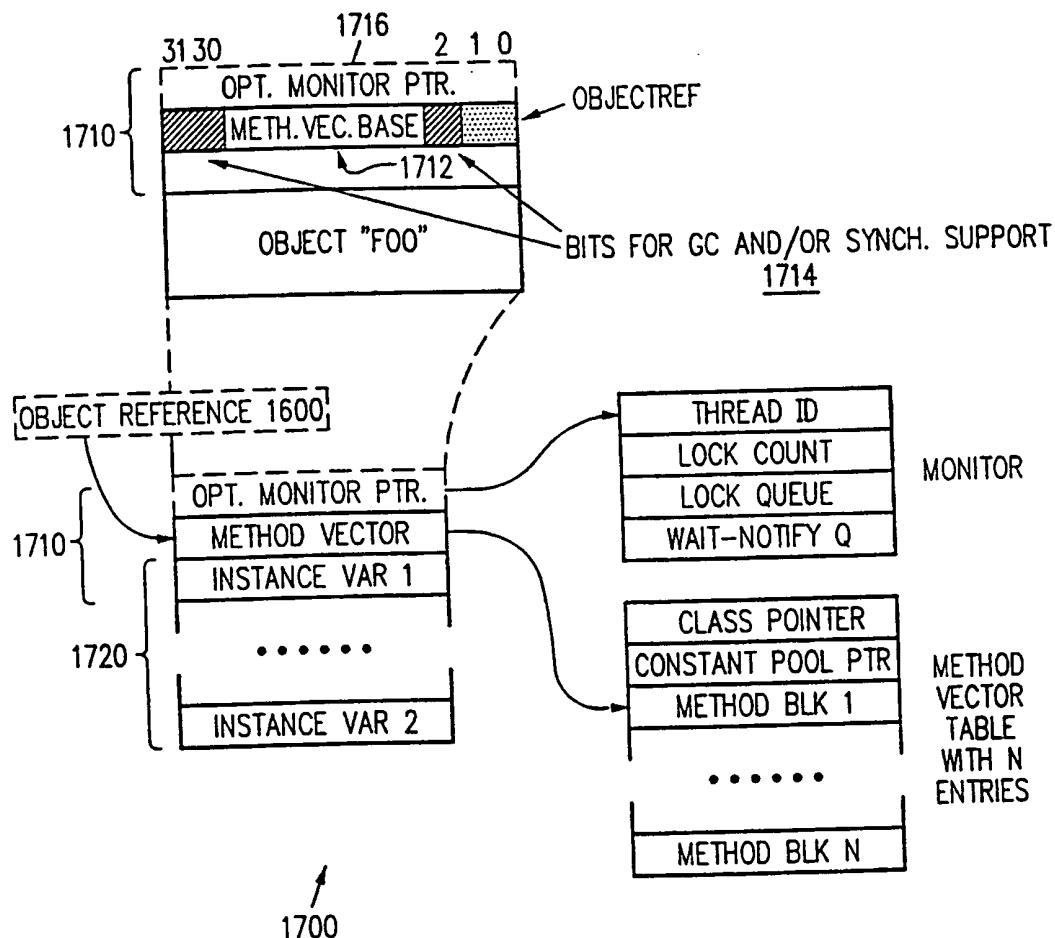 31 30 1716 2 1 0
OPT. MONITOR PTR.
OBJECTREF
1710
METH. VEC. BASE
1712
OBJECT "FOO"
BITS FOR GC AND/OR SYNCH. SUPPORT
1714
OBJECT REFERENCE 1600
THREAD ID
LOCK COUNT
LOCK QUEUE
WAIT-NOTIFY Q
MONITOR
OPT. MONITOR PTR.
1710
METHOD VECTOR
INSTANCE VAR 1
1720
......
INSTANCE VAR 2
CLASS POINTER
CONSTANT POOL PTR
METHOD BLK 1
......
METHOD BLK N
METHOD
VECTOR
TABLE
WITH N
ENTRIES
1700